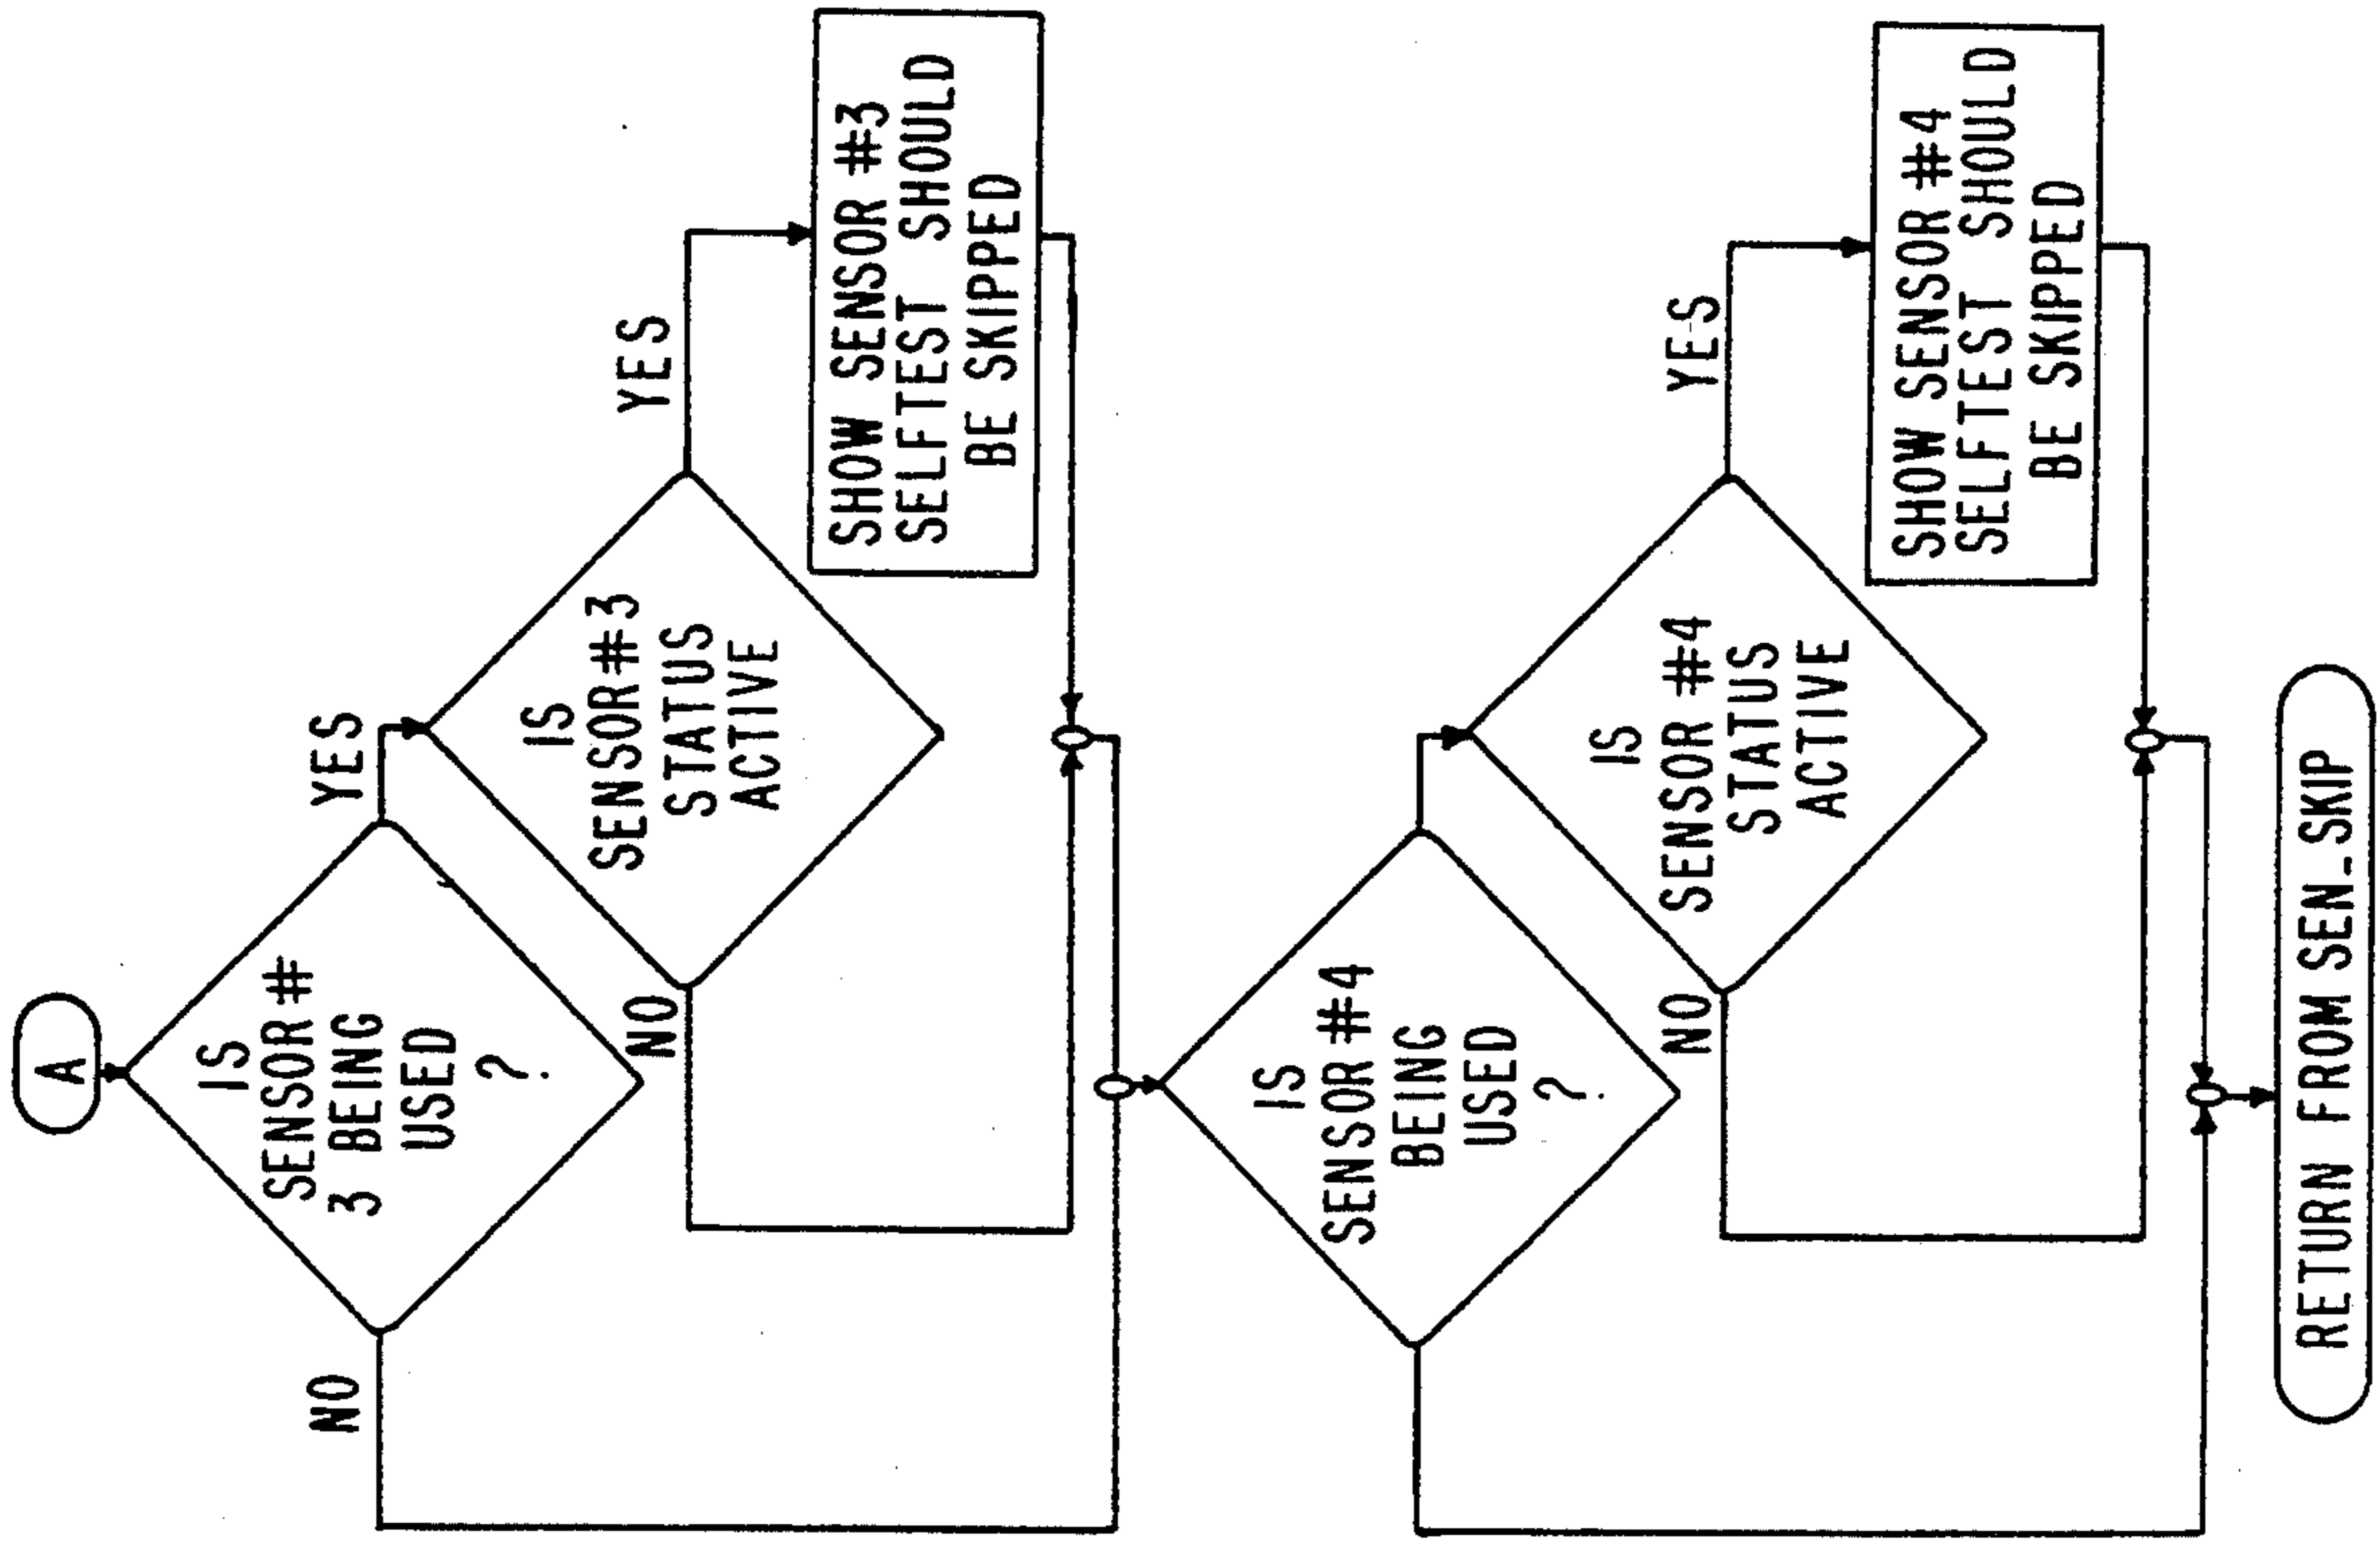 A
IS
SENSOR #
3 BEING
USED
?
NO
YES
IS
SENSOR#3
STATUS
ACTIVE
NO
YES
SHOW SENSOR #3
SELFTEST SHOULD
BE SKIPPED
IS
SENSOR #4
BEING
USED
?
IS
SENSOR #4
STATUS
ACTIVE
NO
YES
SHOW SENSOR #4
SELFTEST SHOULD
BE SKIPPED
RETURN FROM SEN_SKIP